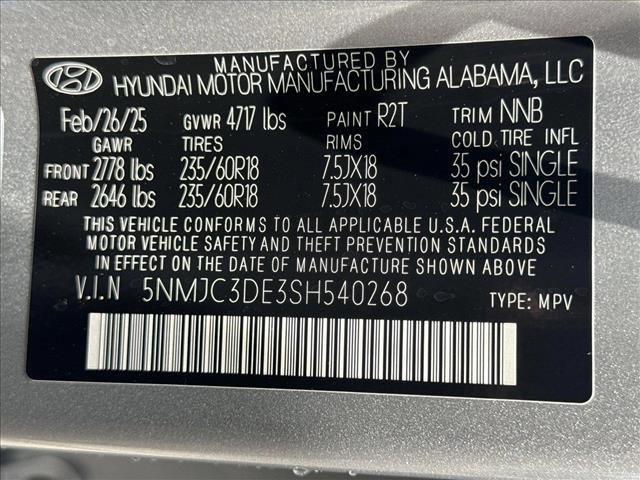 MANUFACTURED BY
HYUNDAI MOTOR MANUFACTURING ALABAMA, LLC
Feb/26/25 GVWR 4717 lbs PAINT R2T TRIM NNB
GAWR TIRES RIMS COLD TIRE INFL
FRONT 2778 lbs 235/60R18 7.5JX18 35 psi SINGLE
REAR 2646 lbs 235/60R18 7.5JX18 35 psi SINGLE
THIS VEHICLE CONFORMS TO ALL APPLICABLE U.S.A. FEDERAL
MOTOR VEHICLE SAFETY AND THEFT PREVENTION STANDARDS
IN EFFECT ON THE DATE OF MANUFACTURE SHOWN ABOVE.
V.I.N 5NMJC3DE3SH540268 TYPE: MPV